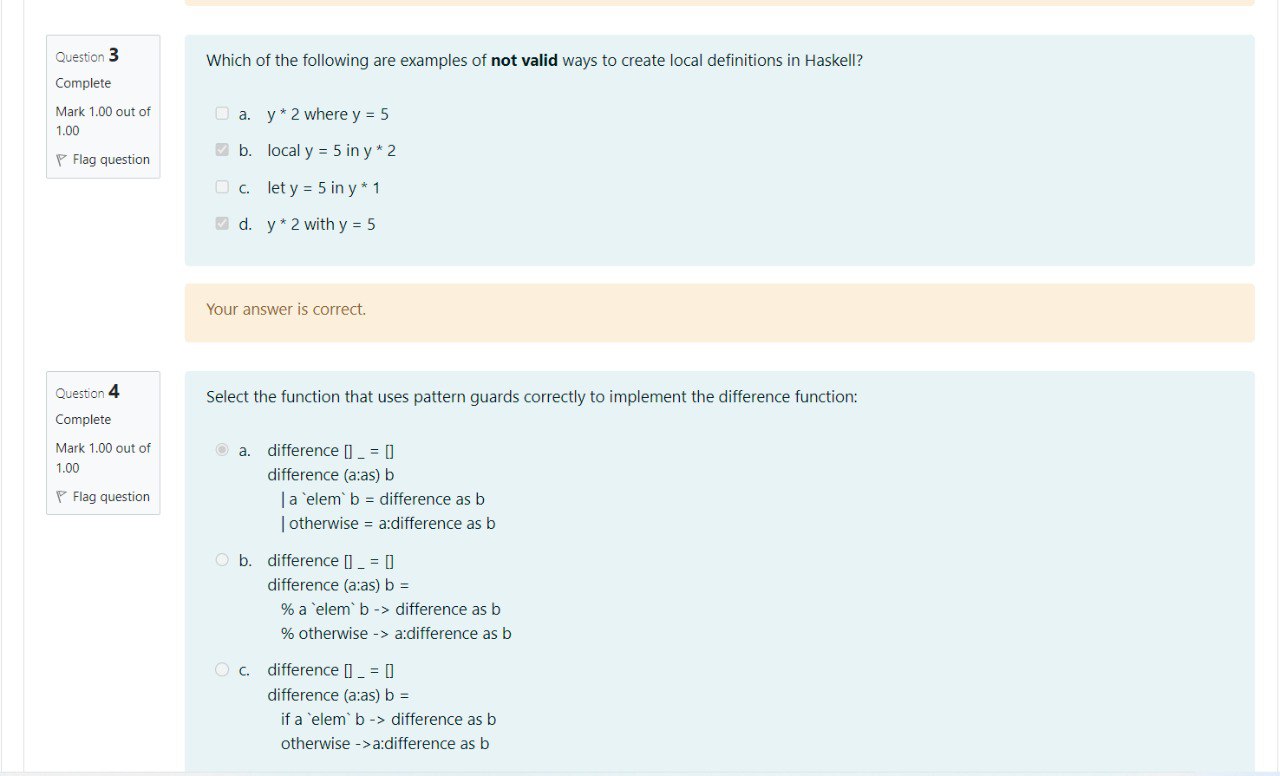 Question 3
Complete
Mark 1.00 out of
1.00
Flag question
Which of the following are examples of not valid ways to create local definitions in Haskell?
a. y * 2 where y = 5
b. local y = 5 in y * 2
c. let y = 5 in y * 1
d. y * 2 with y = 5
Your answer is correct.
Question 4
Complete
Mark 1.00 out of
1.00
Flag question
Select the function that uses pattern guards correctly to implement the difference function:
a. difference [] _ = []
difference (a:as) b
| a `elem` b = difference as b
| otherwise = a:difference as b
b. difference [] _ = []
difference (a:as) b =
% a `elem` b -> difference as b
% otherwise -> a:difference as b
c. difference [] _ = []
difference (a:as) b =
if a `elem` b -> difference as b
otherwise ->a:difference as b